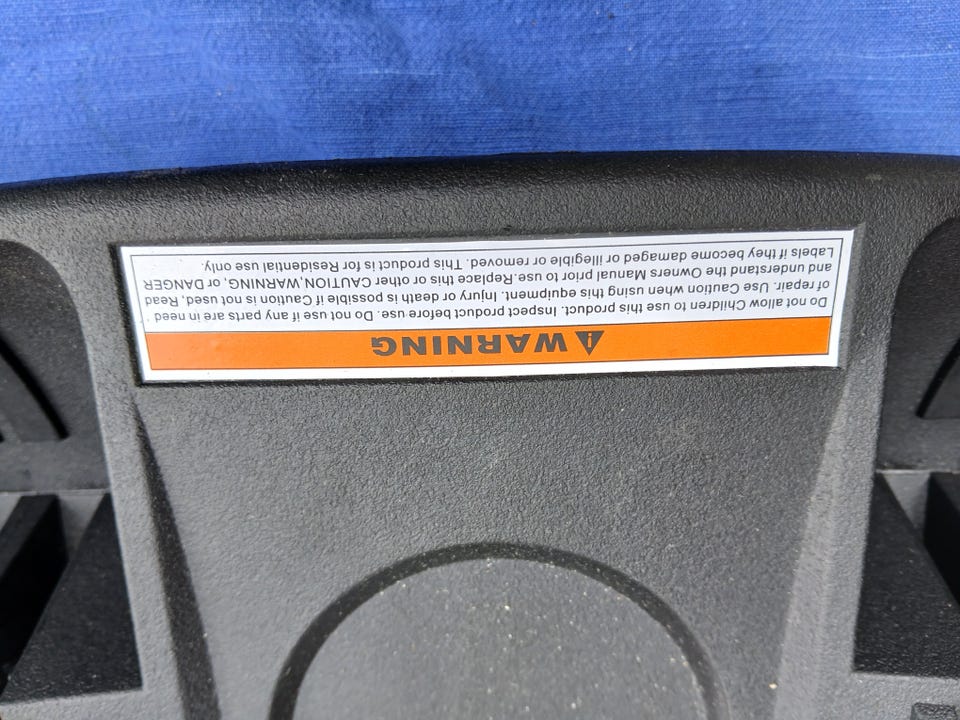 WARNING
Do not allow Children to use this product. Inspect product before use. Do not use if any parts are in need
of repair. Use Caution when using this equipment. Injury or death is possible if Caution is not used, Read
and understand the Owners Manual prior to use.Replace this or other CAUTION,WARNING, or DANGER
Labels if they become damaged or illegible or removed. This product is for Residential use only.